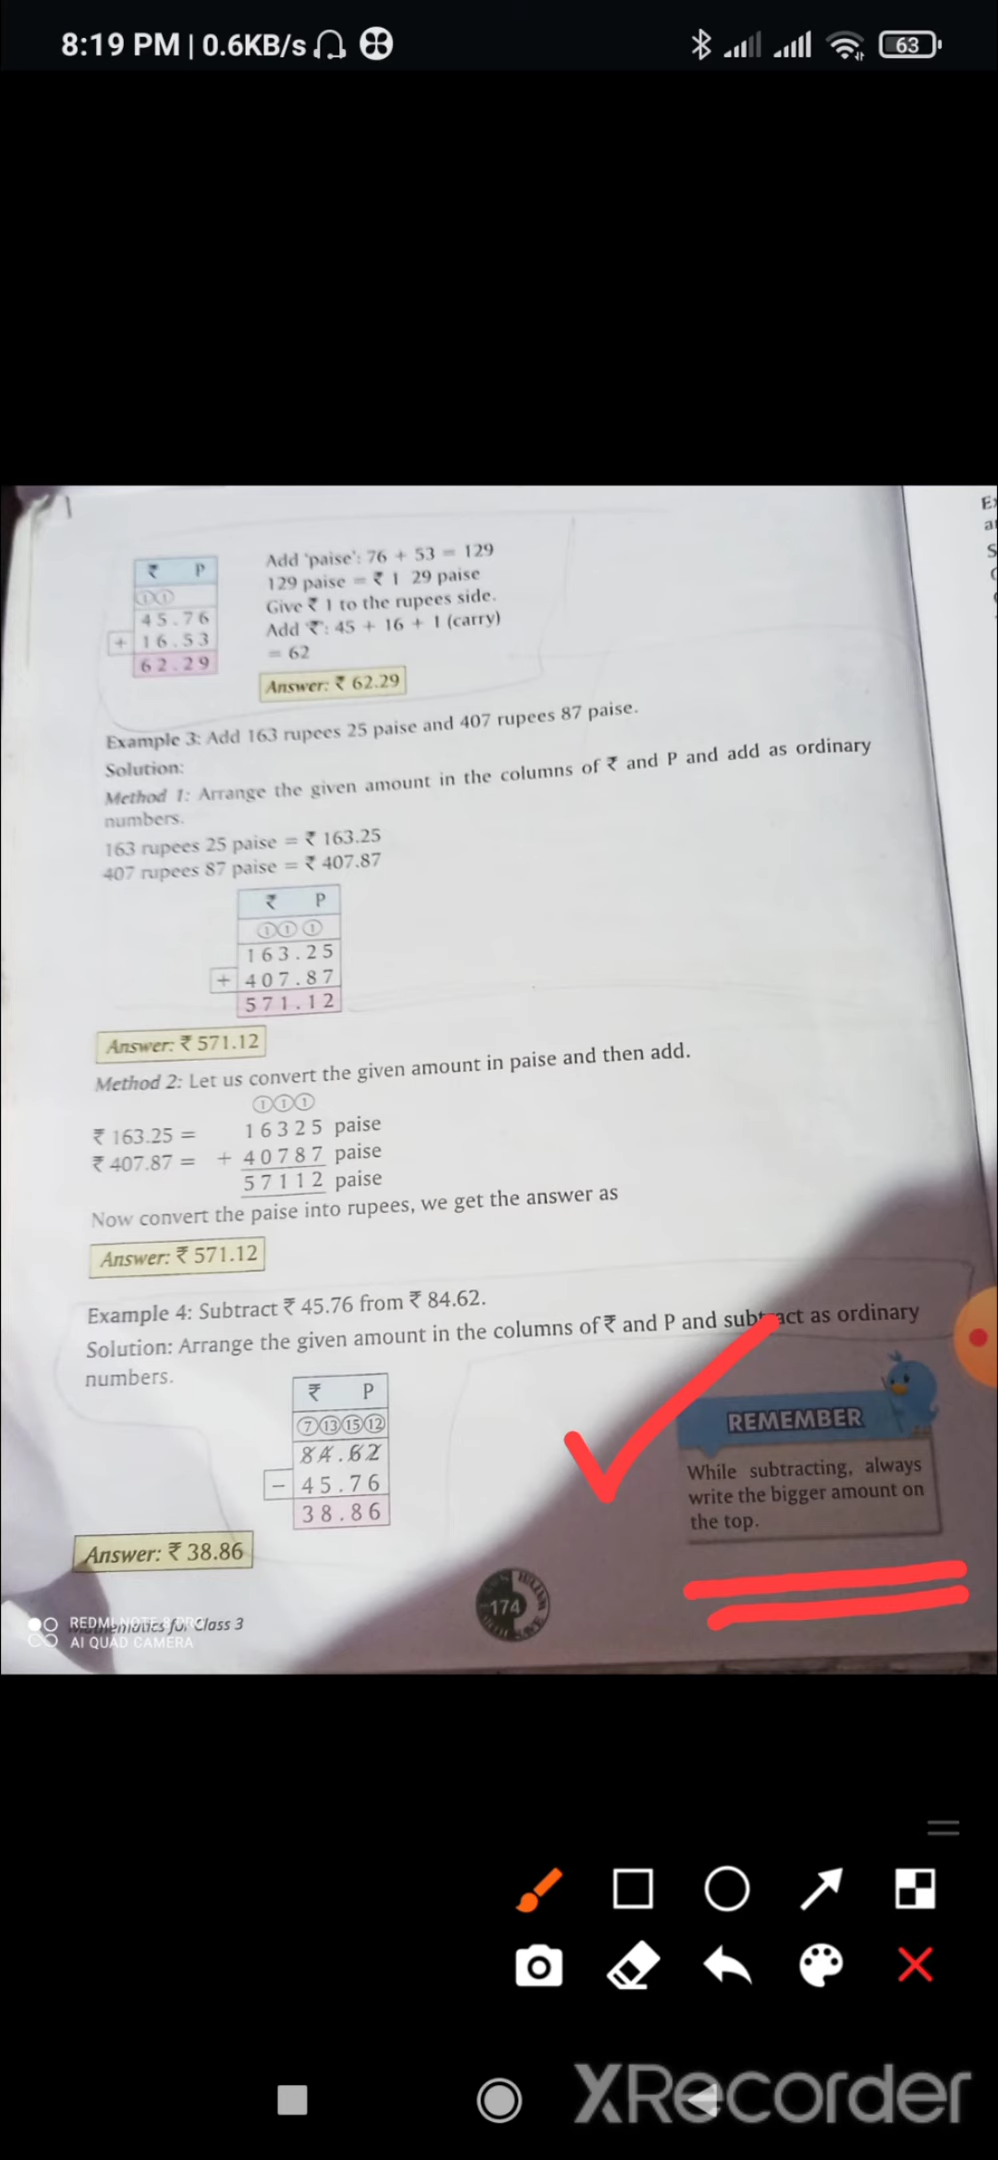 8:19 PM | 0.6KB/s
63
₹ P
①①
45.76
+ 16.53
62.29
Add 'paise': 76 + 53 = 129
129 paise = ₹ 1 29 paise
Give ₹ 1 to the rupees side.
Add '₹': 45 + 16 + 1 (carry)
= 62
Answer: ₹ 62.29
Example 3: Add 163 rupees 25 paise and 407 rupees 87 paise.
Solution:
Method 1: Arrange the given amount in the columns of ₹ and P and add as ordinary
numbers.
163 rupees 25 paise = ₹ 163.25
407 rupees 87 paise = ₹ 407.87
₹ P
①①①
163.25
+ 407.87
571.12
Answer: ₹ 571.12
Method 2: Let us convert the given amount in paise and then add.
①①①
₹ 163.25 = 16325 paise
₹ 407.87 = + 40787 paise
57112 paise
Now convert the paise into rupees, we get the answer as
Answer: ₹ 571.12
Example 4: Subtract ₹ 45.76 from ₹ 84.62.
Solution: Arrange the given amount in the columns of ₹ and P and subtract as ordinary
numbers.
₹ P
⑦⑬⑮⑫
84.62
− 45.76
38.86
Answer: ₹ 38.86
REMEMBER
While subtracting, always
write the bigger amount on
the top.
174
Mathematics for Class 3
REDMI NOTE 8 PRO
AI QUAD CAMERA
XRecorder